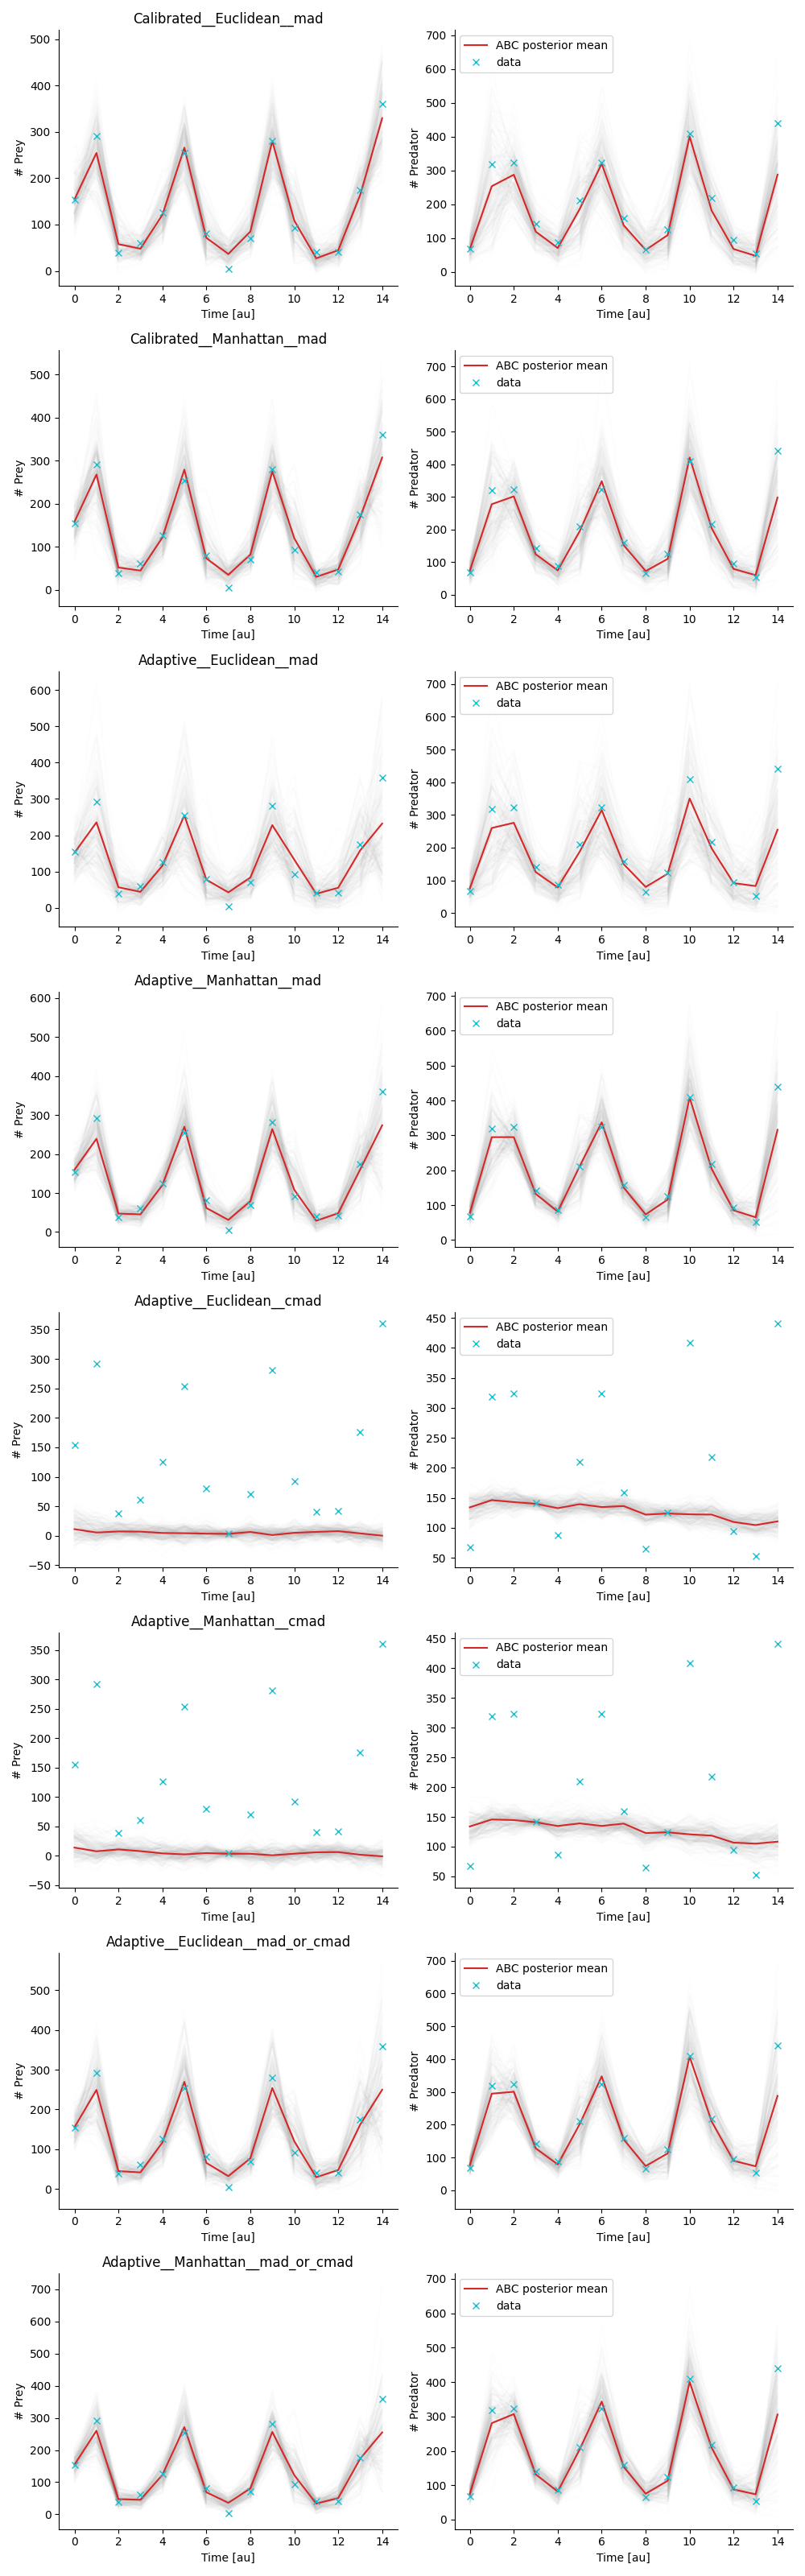 Calibrated__Euclidean__mad
500
400
300
200
100
0
# Prey
0 2 4 6 8 10 12 14
Time [au]
700
600
500
400
300
200
100
0
# Predator
ABC posterior mean
data
0 2 4 6 8 10 12 14
Time [au]
Calibrated__Manhattan__mad
500
400
300
200
100
0
# Prey
0 2 4 6 8 10 12 14
Time [au]
700
600
500
400
300
200
100
0
# Predator
ABC posterior mean
data
0 2 4 6 8 10 12 14
Time [au]
Adaptive__Euclidean__mad
600
500
400
300
200
100
0
# Prey
0 2 4 6 8 10 12 14
Time [au]
700
600
500
400
300
200
100
0
# Predator
ABC posterior mean
data
0 2 4 6 8 10 12 14
Time [au]
Adaptive__Manhattan__mad
600
500
400
300
200
100
0
# Prey
0 2 4 6 8 10 12 14
Time [au]
700
600
500
400
300
200
100
0
# Predator
ABC posterior mean
data
0 2 4 6 8 10 12 14
Time [au]
Adaptive__Euclidean__cmad
350
300
250
200
150
100
50
0
−50
# Prey
0 2 4 6 8 10 12 14
Time [au]
450
400
350
300
250
200
150
100
50
# Predator
ABC posterior mean
data
0 2 4 6 8 10 12 14
Time [au]
Adaptive__Manhattan__cmad
350
300
250
200
150
100
50
0
−50
# Prey
0 2 4 6 8 10 12 14
Time [au]
450
400
350
300
250
200
150
100
50
# Predator
ABC posterior mean
data
0 2 4 6 8 10 12 14
Time [au]
Adaptive__Euclidean__mad_or_cmad
500
400
300
200
100
0
# Prey
0 2 4 6 8 10 12 14
Time [au]
700
600
500
400
300
200
100
0
# Predator
ABC posterior mean
data
0 2 4 6 8 10 12 14
Time [au]
Adaptive__Manhattan__mad_or_cmad
700
600
500
400
300
200
100
0
# Prey
0 2 4 6 8 10 12 14
Time [au]
700
600
500
400
300
200
100
0
# Predator
ABC posterior mean
data
0 2 4 6 8 10 12 14
Time [au]